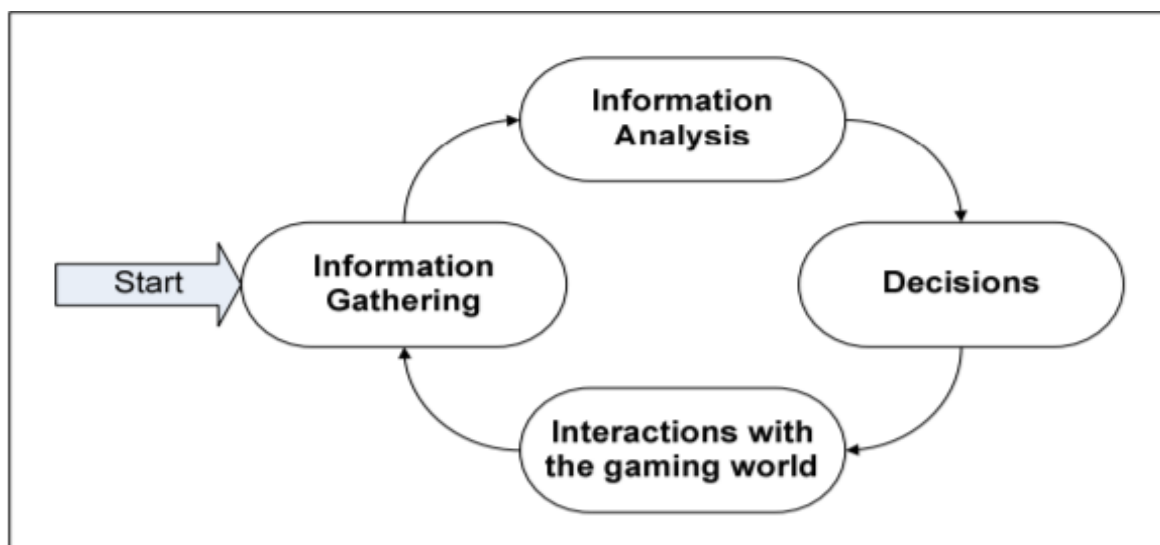 Information
Analysis
Start
Information
Gathering
Decisions
Interactions with
the gaming world